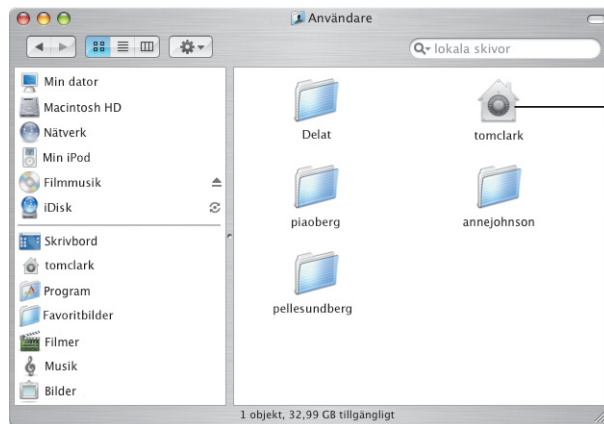 Användare
lokala skivor
Min dator
Macintosh HD
Nätverk
Min iPod
Filmmusik
iDisk
Skrivbord
tomclark
Program
Favoritbilder
Filmer
Musik
Bilder
Delat
tomclark
piaoberg
annejohnson
pellesundberg
1 objekt, 32,99 GB tillgängligt